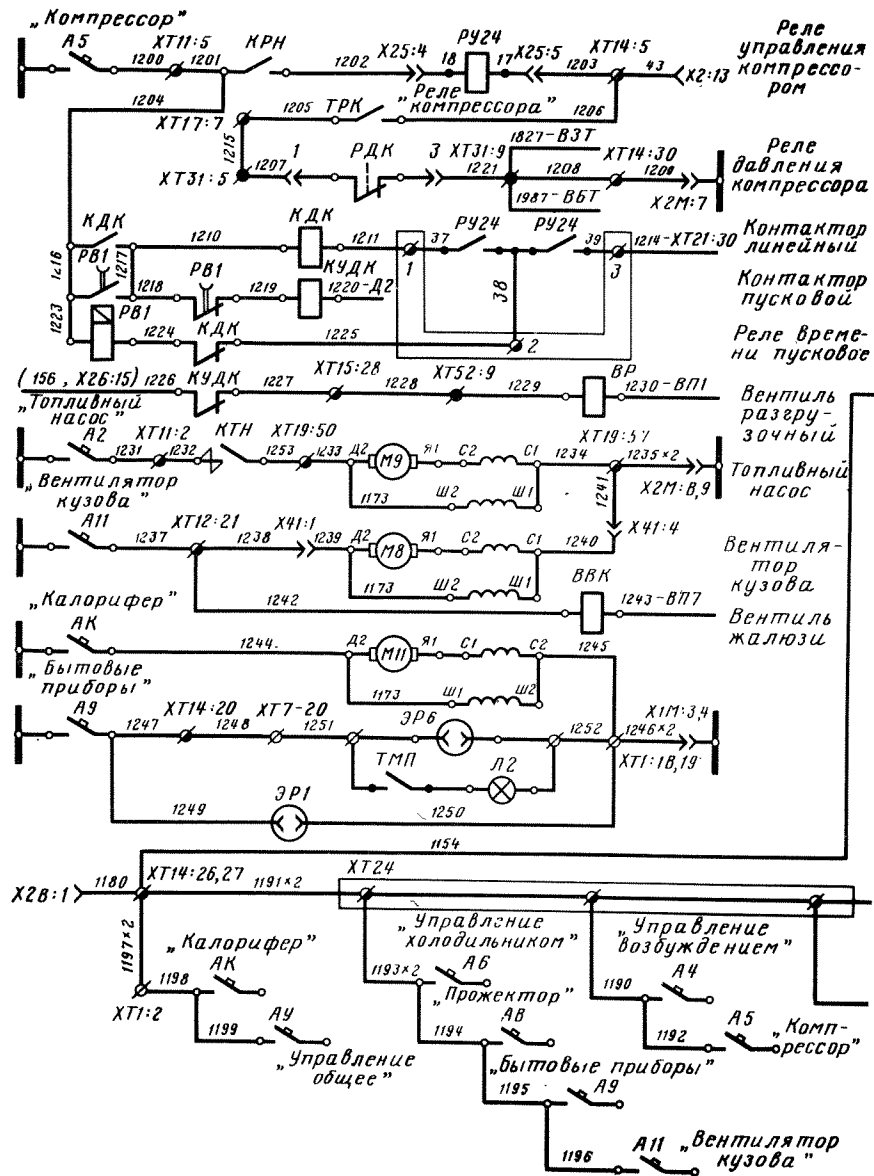 „Компрессор"
А5 ХТ11:5 КРН Х25:4 РУ24 Х25:5 ХТ14:5
1200 1201 1202 18 17 1203 43 Х2:13
Реле
управления
компрессо-
ром
1204
ХТ17:7
1205 ТРК „Реле
компрессора" 1206
1215
ХТ31:5 1207 1 РДК 3 ХТ31:9 1221
1827-ВЗТ
ХТ14:30
1208 1209
1987-ВБТ
Х2М:7
Реле
давления
компрессора
КДК КДК РУ24 РУ24
1210 1211 37 39 1214-ХТ21:30
Контактор
линейный
1216 РВ1 1217 РВ1 КУДК 1 3
1218 1219 1220-Д2 38
Контактор
пусковой
1223 РВ1 1224 КДК 1225 2
Реле време-
ни пусковое
(156, Х26:15) 1226 КУДК 1227 ХТ15:28 1228 ХТ52:9 1229 ВР 1230-ВП1
Вентиль
разгру-
зочный
„Топливный
насос"
А2 ХТ11:2 КТН ХТ19:50 ХТ19:57
1231 1232 1253 1233 Д2 М9 Я1 С2 С1 1234 1235×2
1173 Ш2 Ш1 1241 Х2М:8,9
Топливный
насос
„Вентилятор
кузова"
А11 ХТ12:21 Х41:1 Х41:4
1237 1238 1239 Д2 М8 Я1 С2 С1 1240
1173 Ш2 Ш1
Вентиля-
тор
кузова
1242 ВВК 1243-ВП7
Вентиль
жалюзи
„Калорифер"
АК 1244 Д2 М11 Я1 С1 С2 1245
1173 Ш1 Ш2
„Бытовые
приборы"
А9 ХТ14:20 ХТ7-20 ЭР6 Х1М:3,4
1247 1248 1251 1252 1246×2
ТМП Л2 ХТ1:18,19
ЭР1
1249 1250
1154
Х2В:1 1180 ХТ14:26,27 1191×2 ХТ24
1197×2
„Калорифер"
„Управление
холодильником"
„Управление
возбуждением"
ХТ1:2 1198 АК 1193×2 А6 1190 А4
„Прожектор"
1199 АУ 1194 А8 1192 А5 „Комп-
рессор"
„Управление
общее"
„Бытовые приборы"
1195 А9
1196 А11 „Вентилятор
кузова"